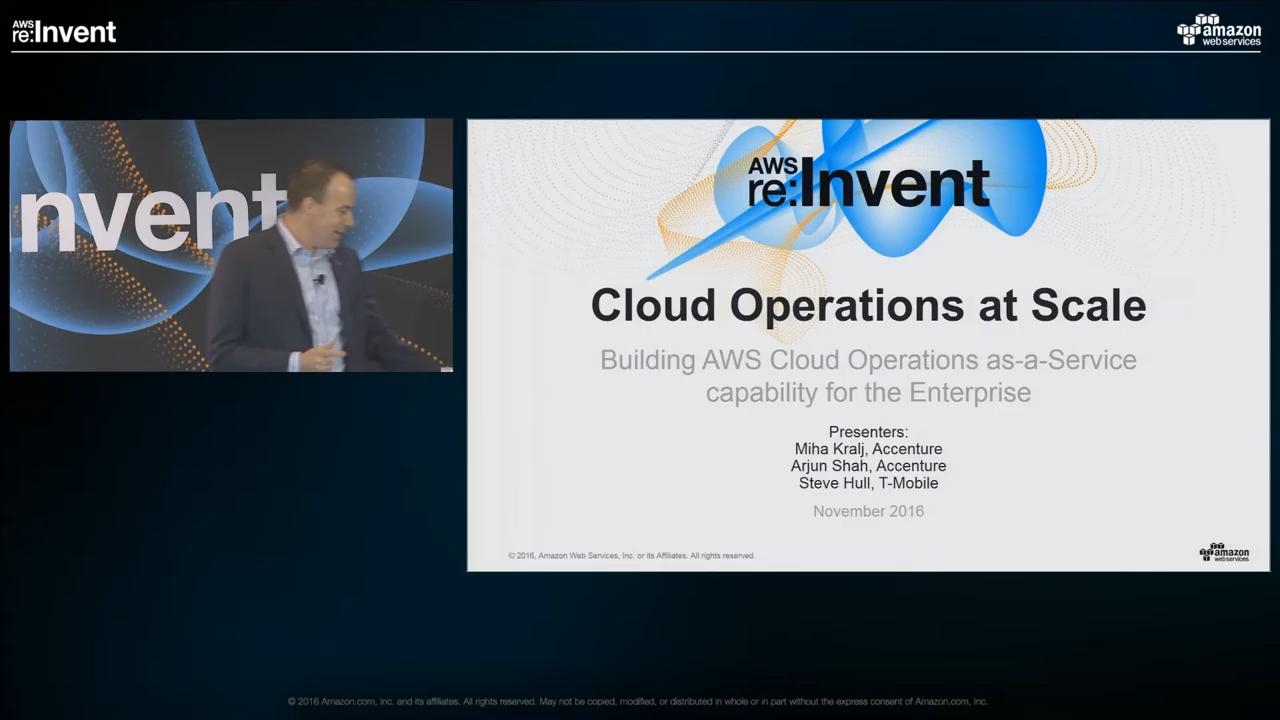 AWS
re:Invent
amazon
web services
nvent
AWS
re:Invent
Cloud Operations at Scale
Building AWS Cloud Operations as-a-Service
capability for the Enterprise
Presenters:
Miha Kralj, Accenture
Arjun Shah, Accenture
Steve Hull, T-Mobile
November 2016
© 2016, Amazon Web Services, Inc. or its Affiliates. All rights reserved.
amazon
web services
© 2016 Amazon.com, Inc. and its affiliates. All rights reserved. May not be copied, modified, or distributed in whole or in part without the express consent of Amazon.com, Inc.